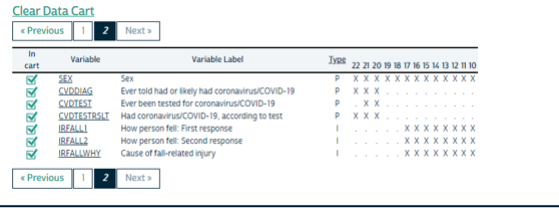 Clear Data Cart
« Previous 1 2 Next »
In cart Variable Variable Label Type 22 21 20 19 18 17 16 15 14 13 12 11 10
SEX Sex P X X X X X X X X X X X X X
CVDDIAG Ever told had or likely had coronavirus/COVID-19 P X X X . . . . . . . . . .
CVDTEST Ever been tested for coronavirus/COVID-19 P . X X . . . . . . . . . .
CVDTESTRSLT Had coronavirus/COVID-19, according to test P X X X . . . . . . . . . .
IRFALL1 How person fell: First response I . . . . . X X X X X X X X
IRFALL2 How person fell: Second response I . . . . . X X X X X X X X
IRFALLWHY Cause of fall-related injury I . . . . . X X X X X X X X
« Previous 1 2 Next »